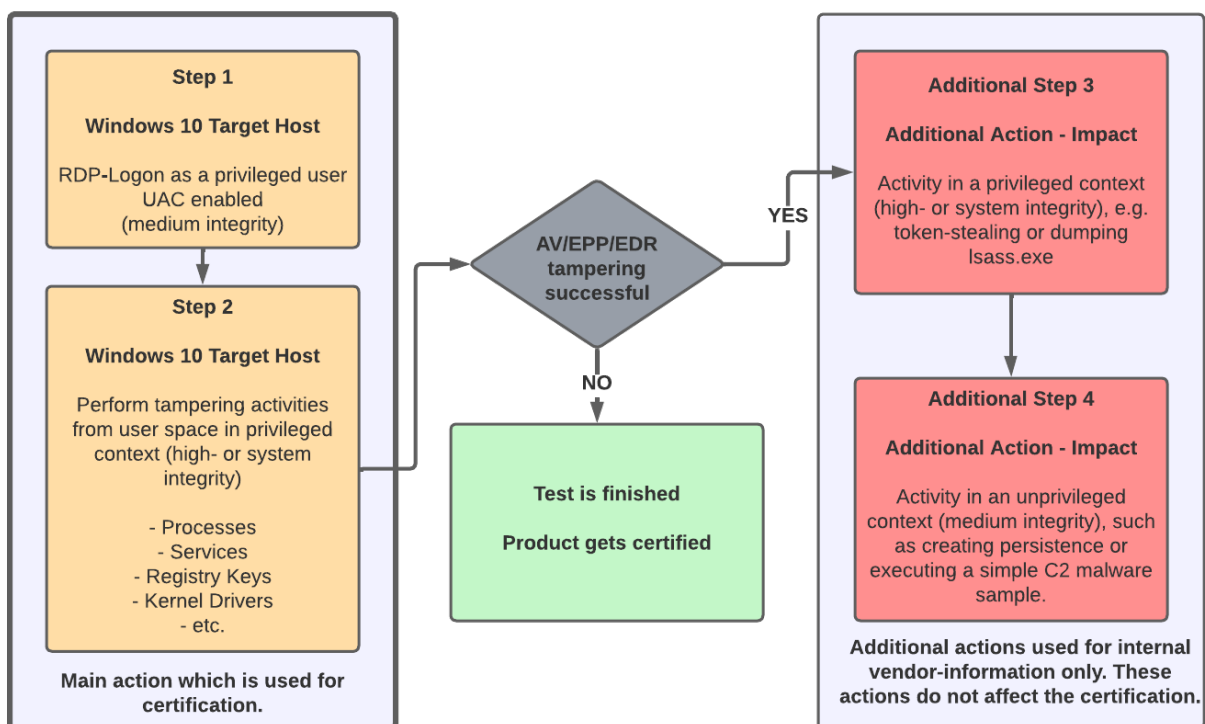 Step 1
Windows 10 Target Host
RDP-Logon as a privileged user
UAC enabled
(medium integrity)
Step 2
Windows 10 Target Host
Perform tampering activities
from user space in privileged
context (high- or system
integrity)
- Processes
- Services
- Registry Keys
- Kernel Drivers
- etc.
Main action which is used for
certification.
AV/EPP/EDR
tampering
successful
YES
NO
Test is finished
Product gets certified
Additional Step 3
Additional Action - Impact
Activity in a privileged context
(high- or system integrity), e.g.
token-stealing or dumping
lsass.exe
Additional Step 4
Additional Action - Impact
Activity in an unprivileged
context (medium integrity), such
as creating persistence or
executing a simple C2 malware
sample.
Additional actions used for internal
vendor-information only. These
actions do not affect the certification.